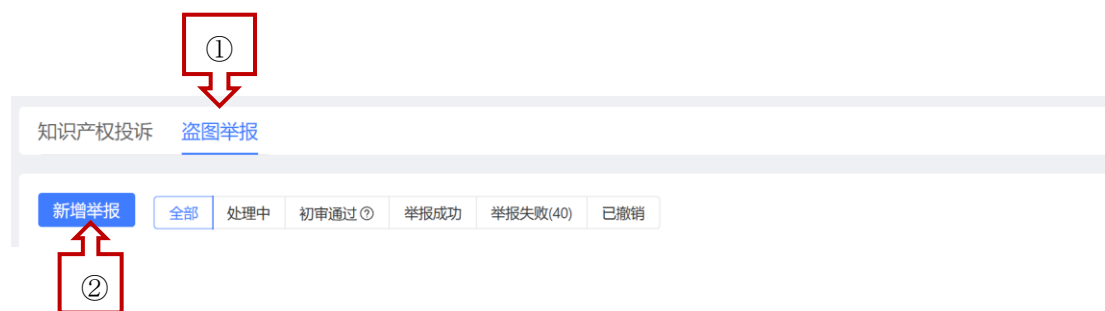 ①
知识产权投诉 盗图举报
新增举报 全部 处理中 初审通过? 举报成功 举报失败(40) 已撤销
②